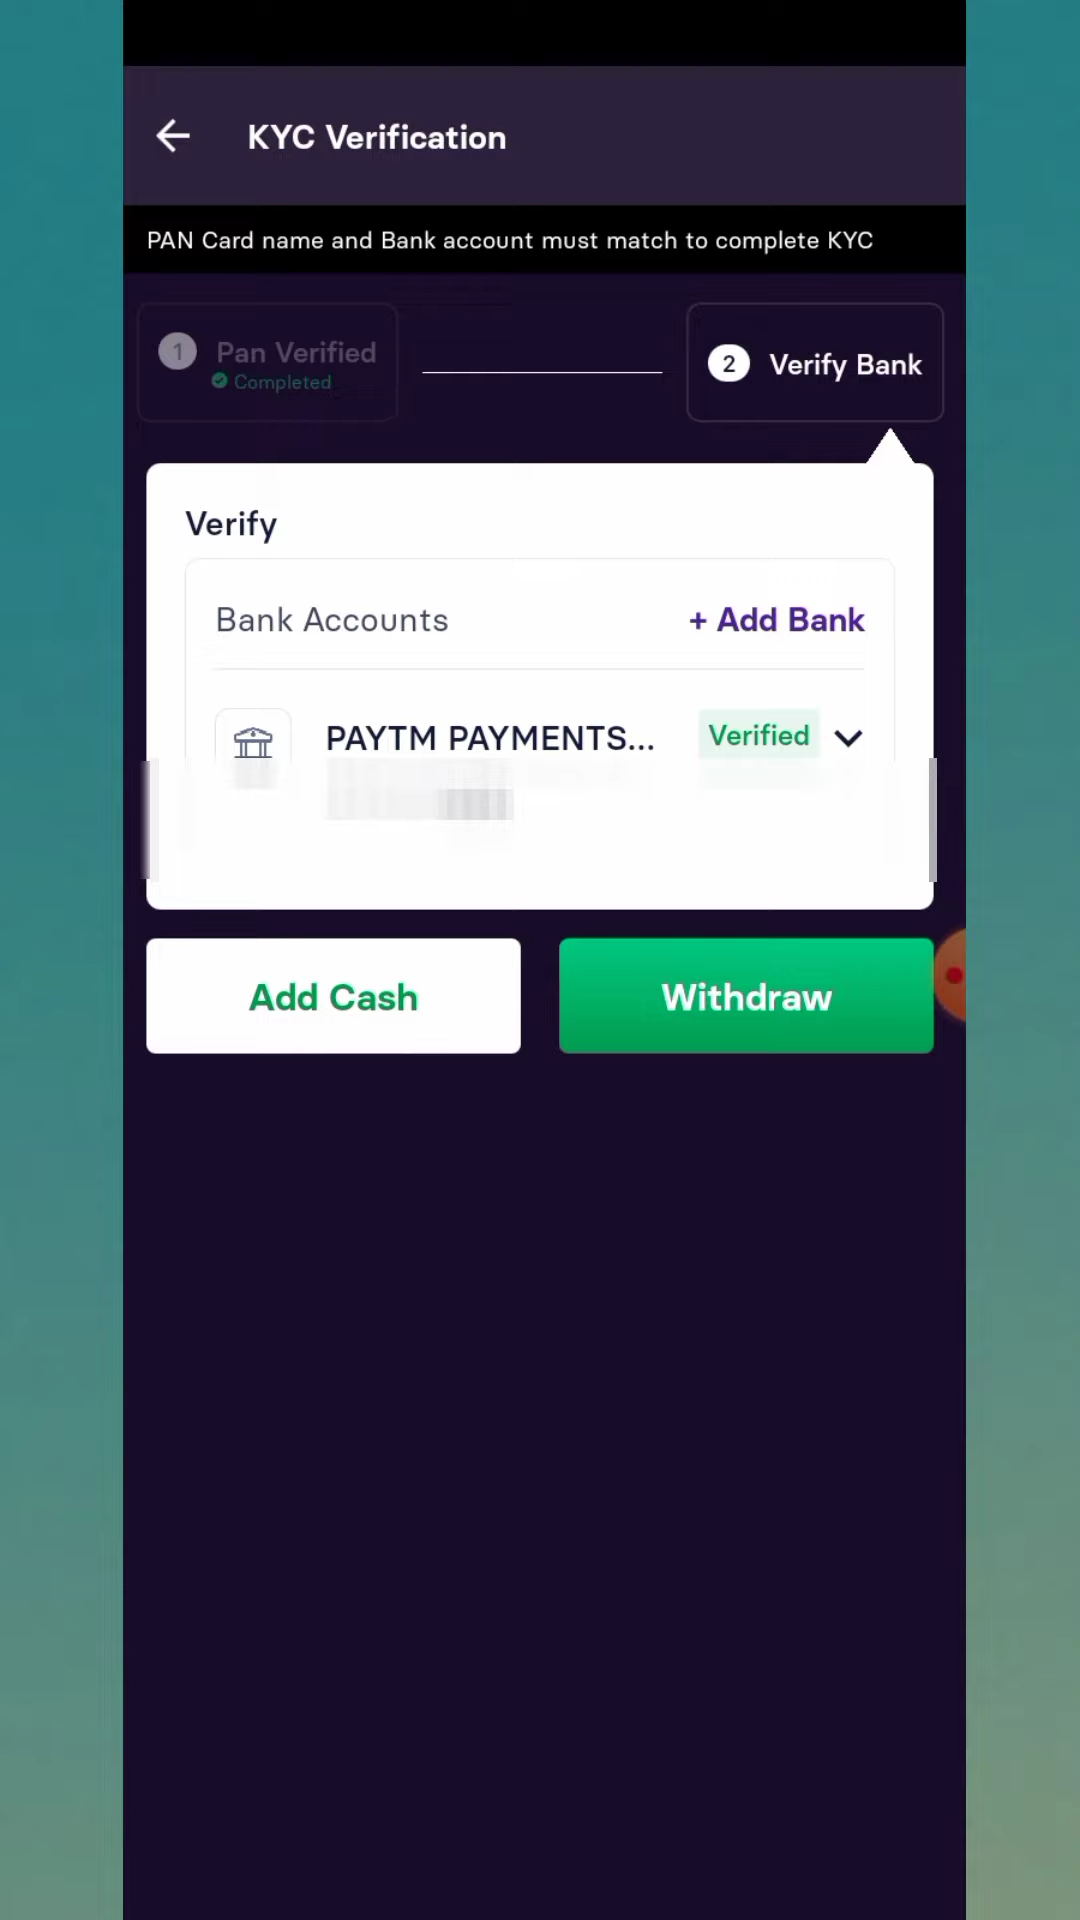 KYC Verification
PAN Card name and Bank account must match to complete KYC
1 Pan Verified
Completed
2 Verify Bank
Verify
Bank Accounts + Add Bank
PAYTM PAYMENTS... Verified
Add Cash Withdraw